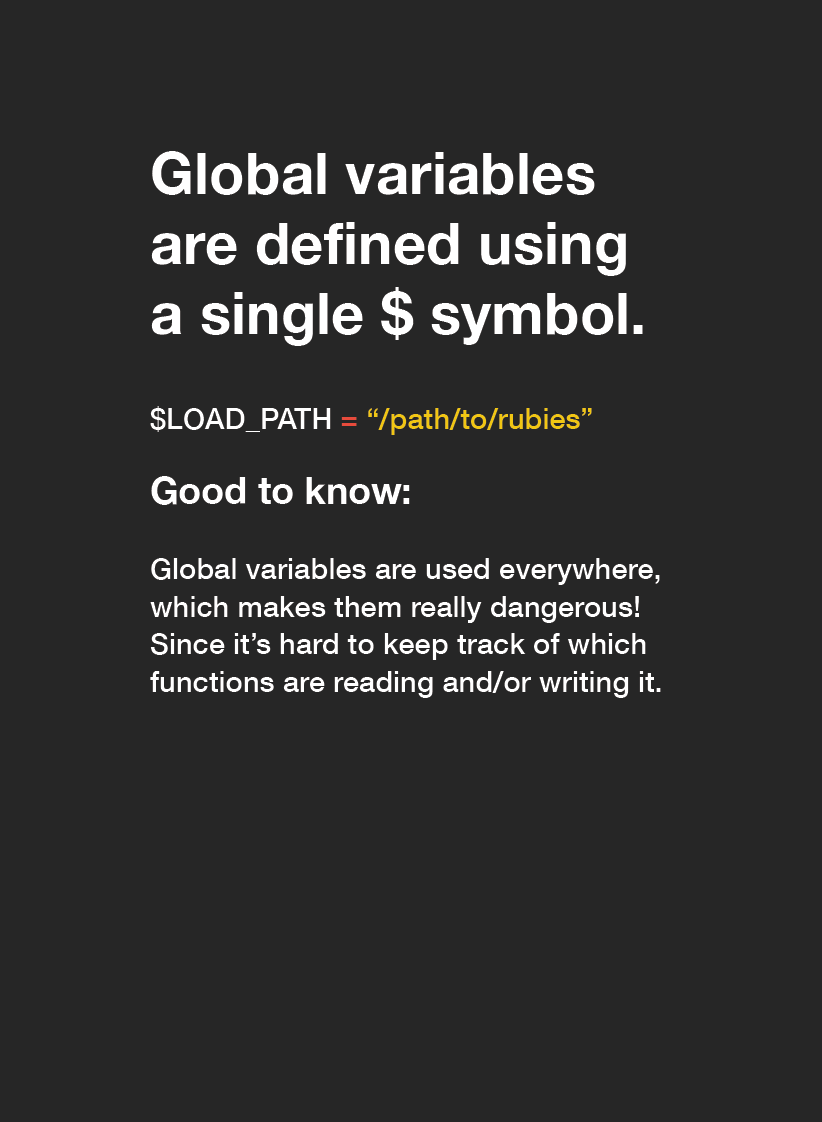 Global variables
are defined using
a single $ symbol.
$LOAD_PATH = “/path/to/rubies”
Good to know:
Global variables are used everywhere,
which makes them really dangerous!
Since it’s hard to keep track of which
functions are reading and/or writing it.